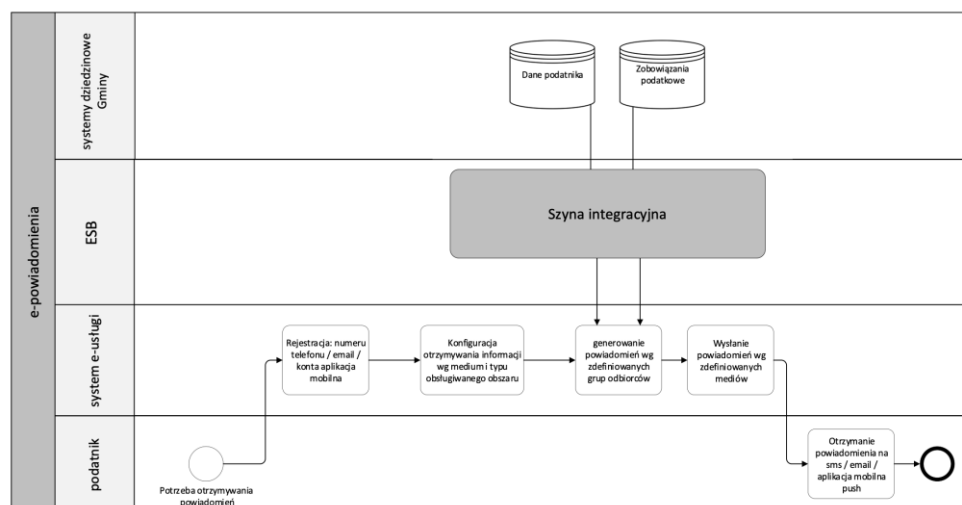 e-powiadomienia
systemy dziedzinowe
Gminy
Dane podatnika
Zobowiązania
podatkowe
ESB
Szyna integracyjna
system e-usługi
Rejestracja: numeru
telefonu / email /
konta aplikacja
mobilna
Konfiguracja
otrzymywania informacji
wg medium i typu
obsługiwanego obszaru
generowanie
powiadomień wg
zdefiniowanych
grup odbiorców
Wysłanie
powiadomień wg
zdefiniowanych
mediów
podatnik
Potrzeba otrzymywania
powiadomień
Otrzymanie
powiadomienia na
sms / email /
aplikacja mobilna
push